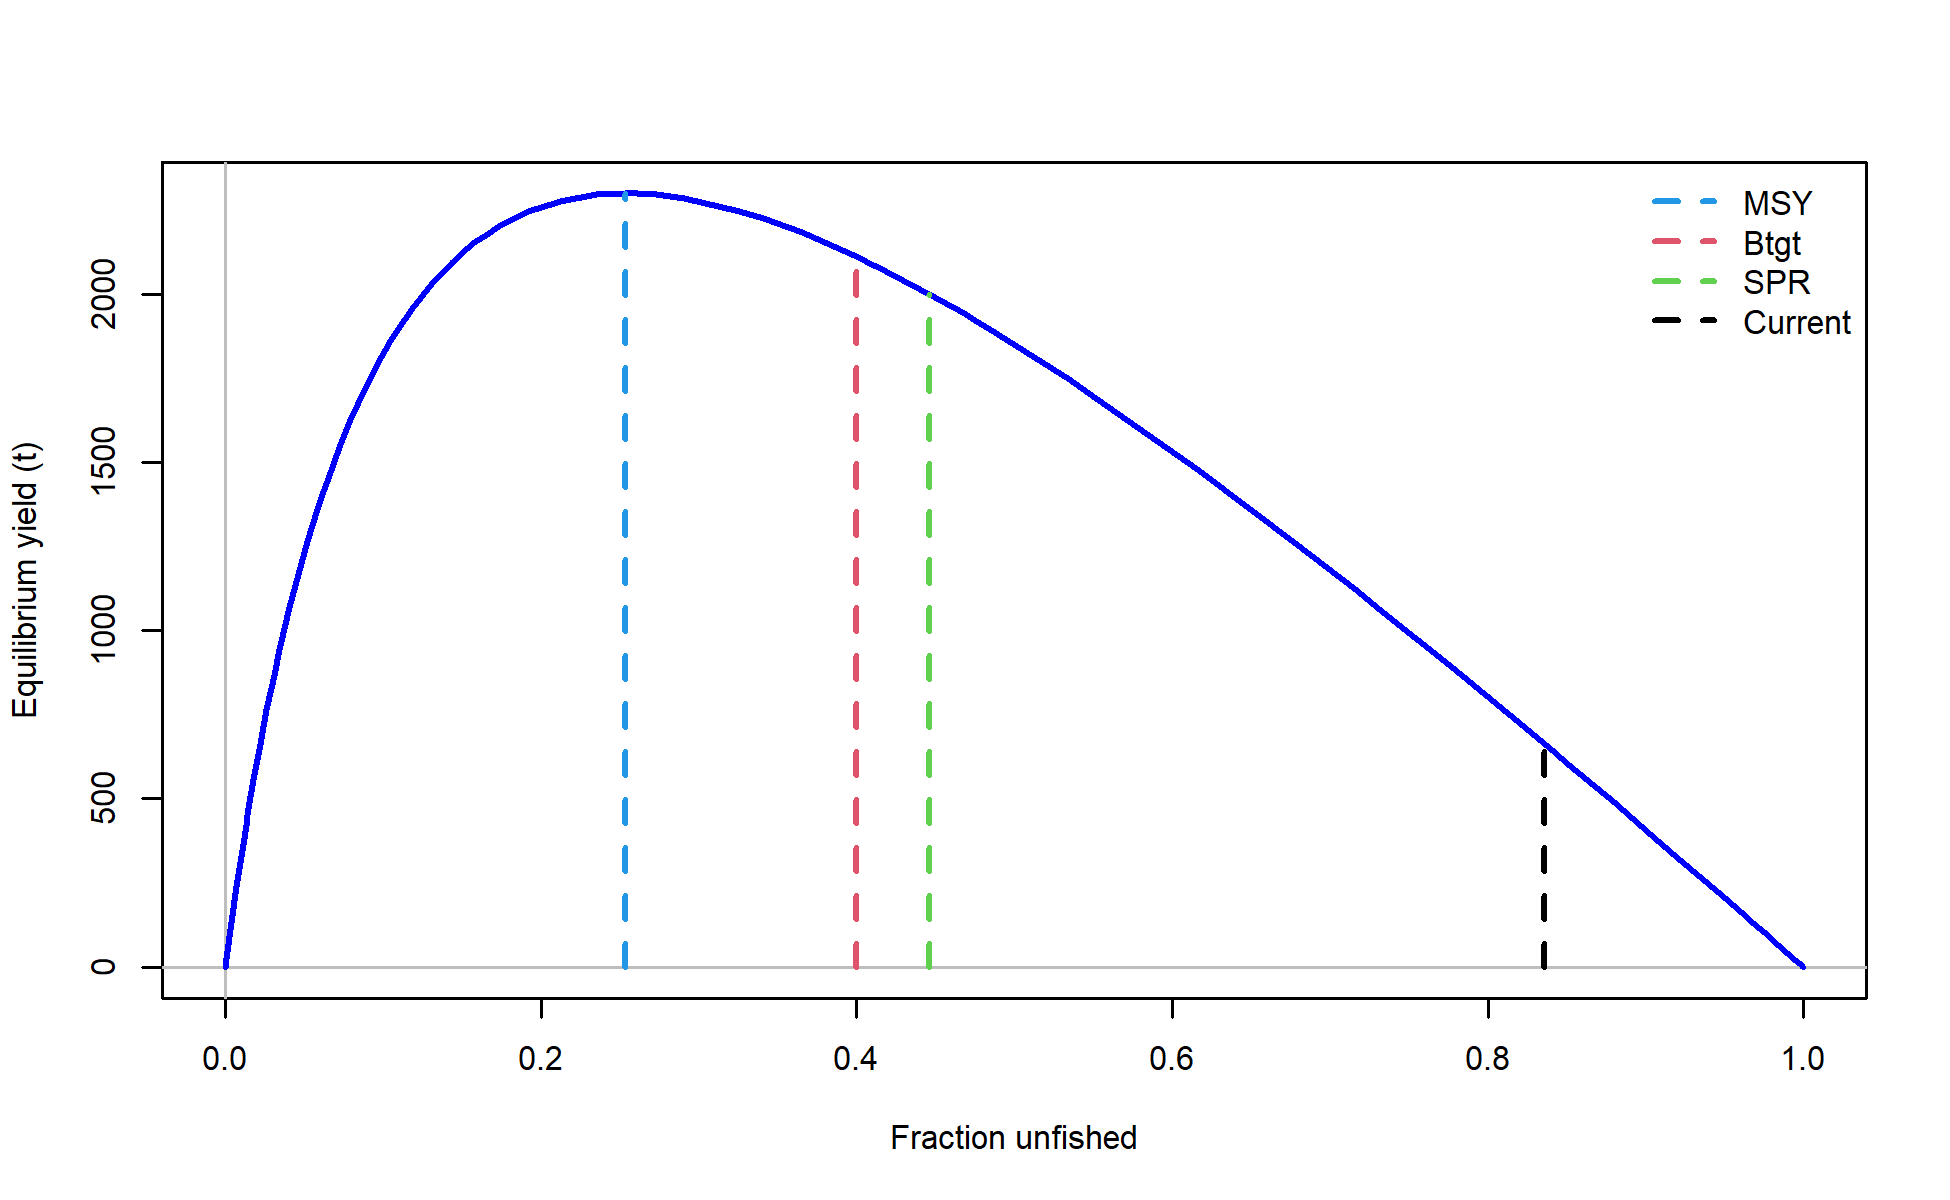 MSY
Btgt
SPR
Current
Equilibrium yield (t)
2000
1500
1000
500
0
0.0 0.2 0.4 0.6 0.8 1.0
Fraction unfished